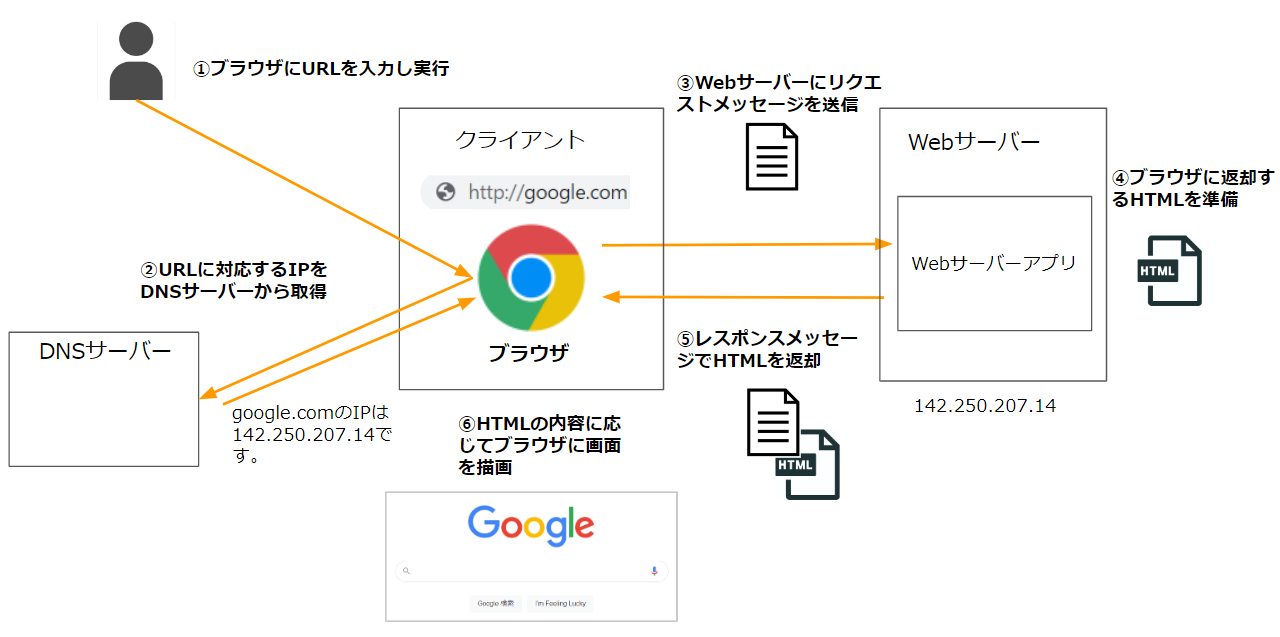 ①ブラウザにURLを入力し実行
③Webサーバーにリクエ
ストメッセージを送信
クライアント
http://google.com
ブラウザ
Webサーバー
Webサーバーアプリ
142.250.207.14
④ブラウザに返却す
るHTMLを準備
HTML
②URLに対応するIPを
DNSサーバーから取得
DNSサーバー
google.comのIPは
142.250.207.14で
す。
⑤レスポンスメッセー
ジでHTMLを返却
HTML
⑥HTMLの内容に応
じてブラウザに画面
を描画
Google
Google 検索
I'm Feeling Lucky